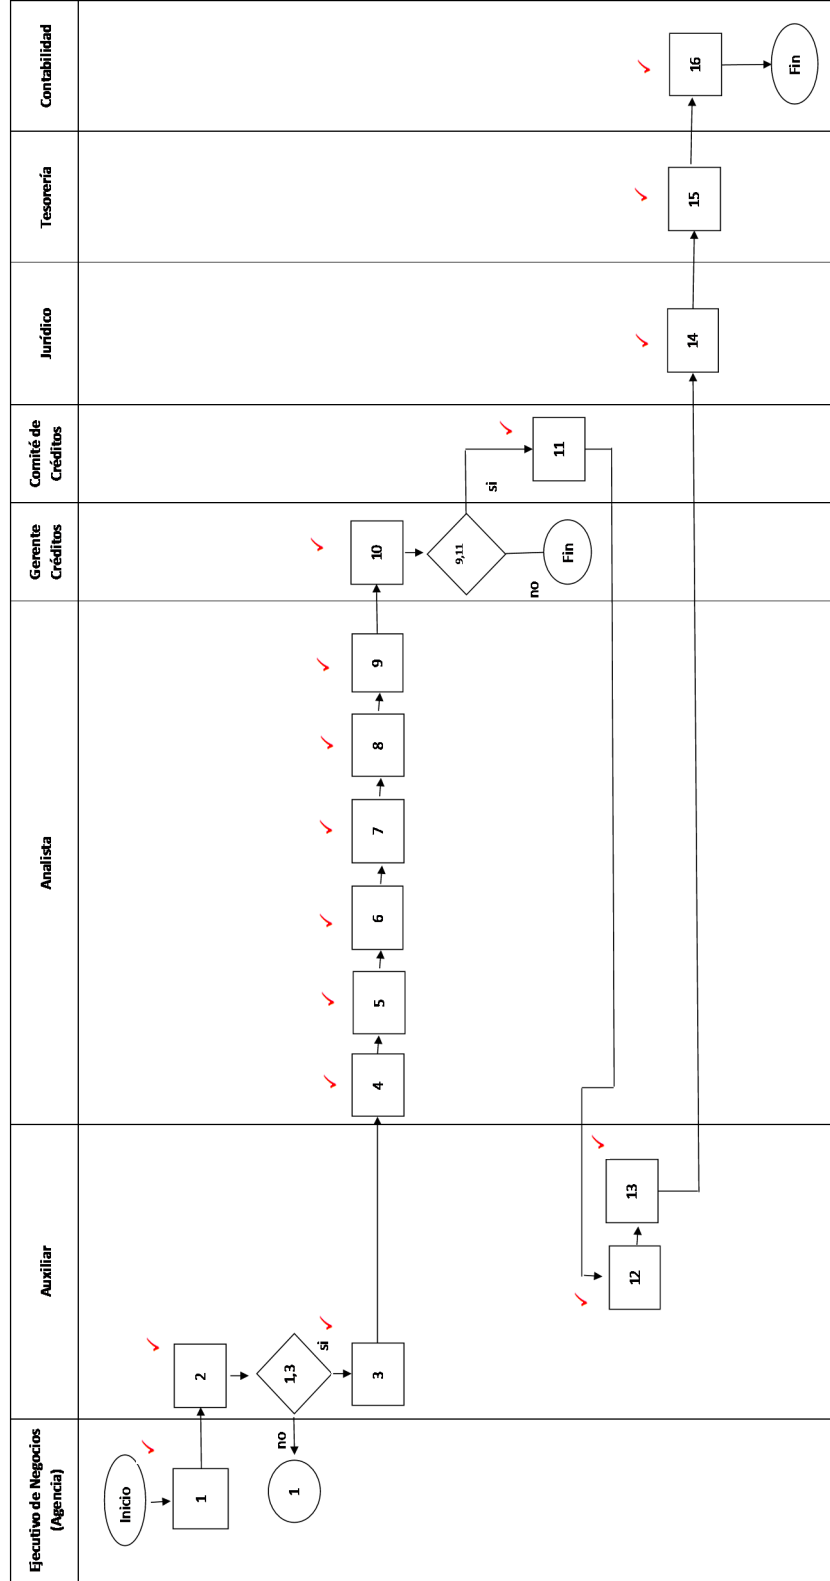 Ejecutivo de Negocios
(Agencia)
Auxiliar
Analista
Gerente
Créditos
Comité de
Créditos
Jurídico
Tesorería
Contabilidad
Inicio
1
2
1,3
no
1
si
3
4
5
6
7
8
9
10
9,11
no
Fin
si
11
12
13
14
15
16
Fin